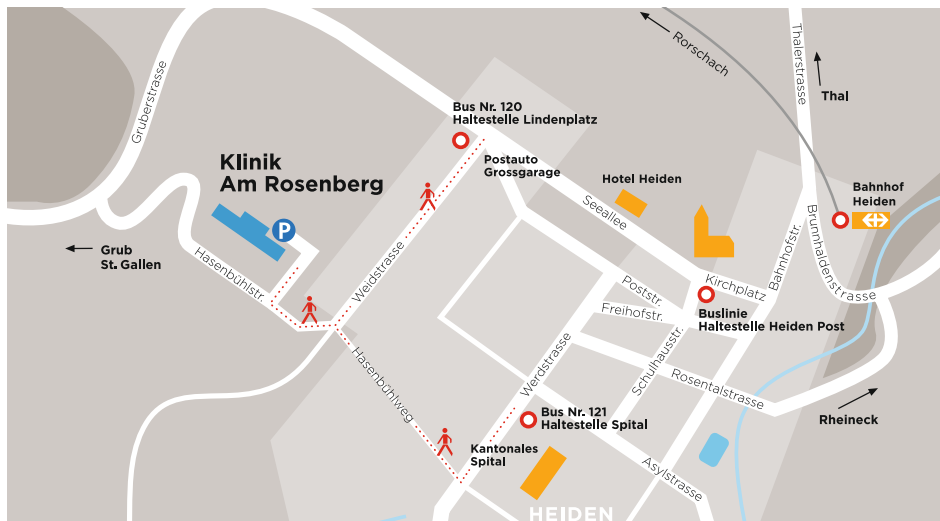 Gruberstrasse
Rorschach
Thalerstrasse
Thal
Bus Nr. 120
Haltestelle Lindenplatz
Postauto
Grossgarage
Klinik
Am Rosenberg
P
Hotel Heiden
Seeallee
Bahnhof
Heiden
Grub
St. Gallen
Hasenbühlstr.
Weidstrasse
Bahnhofstr.
Brunnhaldenstrasse
Kirchplatz
Poststr.
Freihofstr.
Buslinie
Haltestelle Heiden Post
Schulhausstr.
Werdstrasse
Hasenbühlweg
Rosentalstrasse
Rheineck
Bus Nr. 121
Haltestelle Spital
Kantonales
Spital
Asylstrasse
HEIDEN